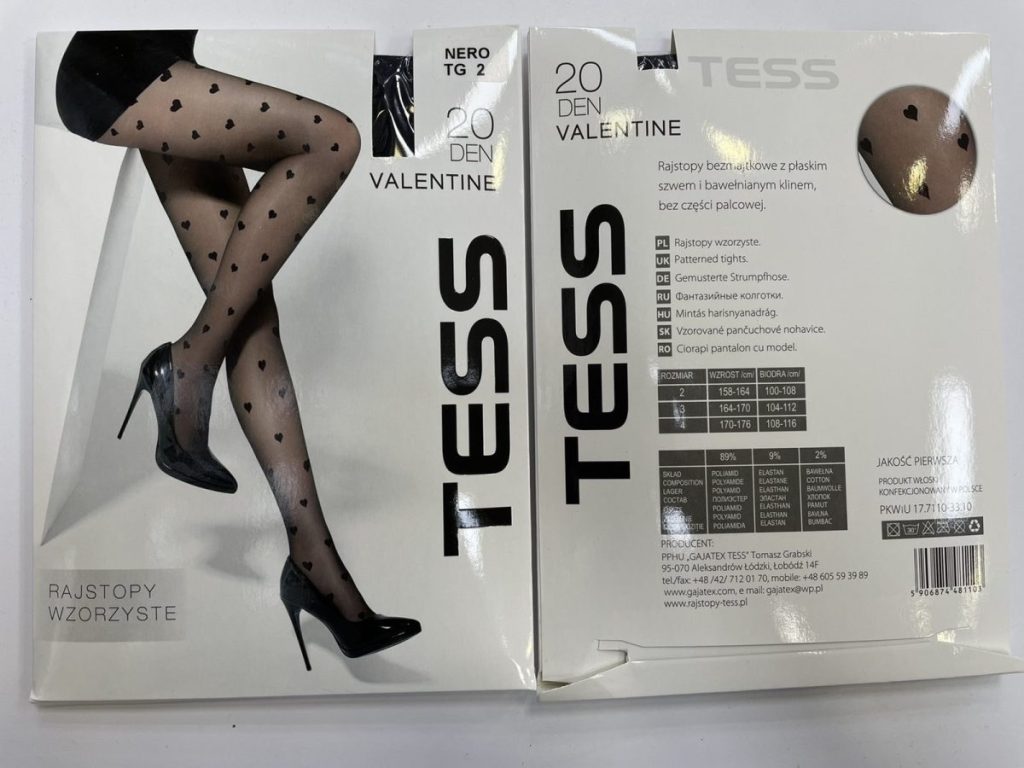 NERO
TG 2
20
DEN
VALENTINE
TESS
RAJSTOPY
WZORZYSTE
20
DEN
VALENTINE
TESS
TESS
Rajstopy bezmajtkowe z płaskim
szwem i bawełnianym klinem,
bez części palcowej.
PL Rajstopy wzorzyste.
UK Patterned tights.
DE Gemusterte Strumpfhose.
RU Фантазийные колготки.
HU Mintás harisnyanadrág.
SK Vzorované pančuchové nohavice.
RO Ciorapi pantalon cu model.
ROZMIAR WZROST /cm/ BIODRA /cm/
2 158-164 100-108
3 164-170 104-112
4 170-176 108-116
89% 9% 2%
SKŁAD POLIAMID ELASTAN BAWEŁNA
COMPOSITION POLYAMIDE ELASTANE COTTON
LAGER POLYAMID ELASTHAN BAUMWOLLE
СОСТАВ ПОЛИЭСТЕР ЭЛАСТАН ХЛОПОК
POLIAMID ELASTHAN PAMUT
POLYAMID ELASTHAN BAVLNA
POLIAMIDA ELASTAN BUMBAC
JAKOŚĆ PIERWSZA
PRODUKT WŁOSKI
KONFEKCJONOWANY W POLSCE
PKWiU 17.7110-33.10
PRODUCENT:
PPHU „GAJATEX TESS" Tomasz Grabski
95-070 Aleksandrów Łódzki, Łobódź 14F
tel./fax: +48 /42/ 712 01 70, mobile: +48 605 59 39 89
www.gajatex.com, e mail: gajatex@wp.pl
www.rajstopy-tess.pl
5 906874 481103